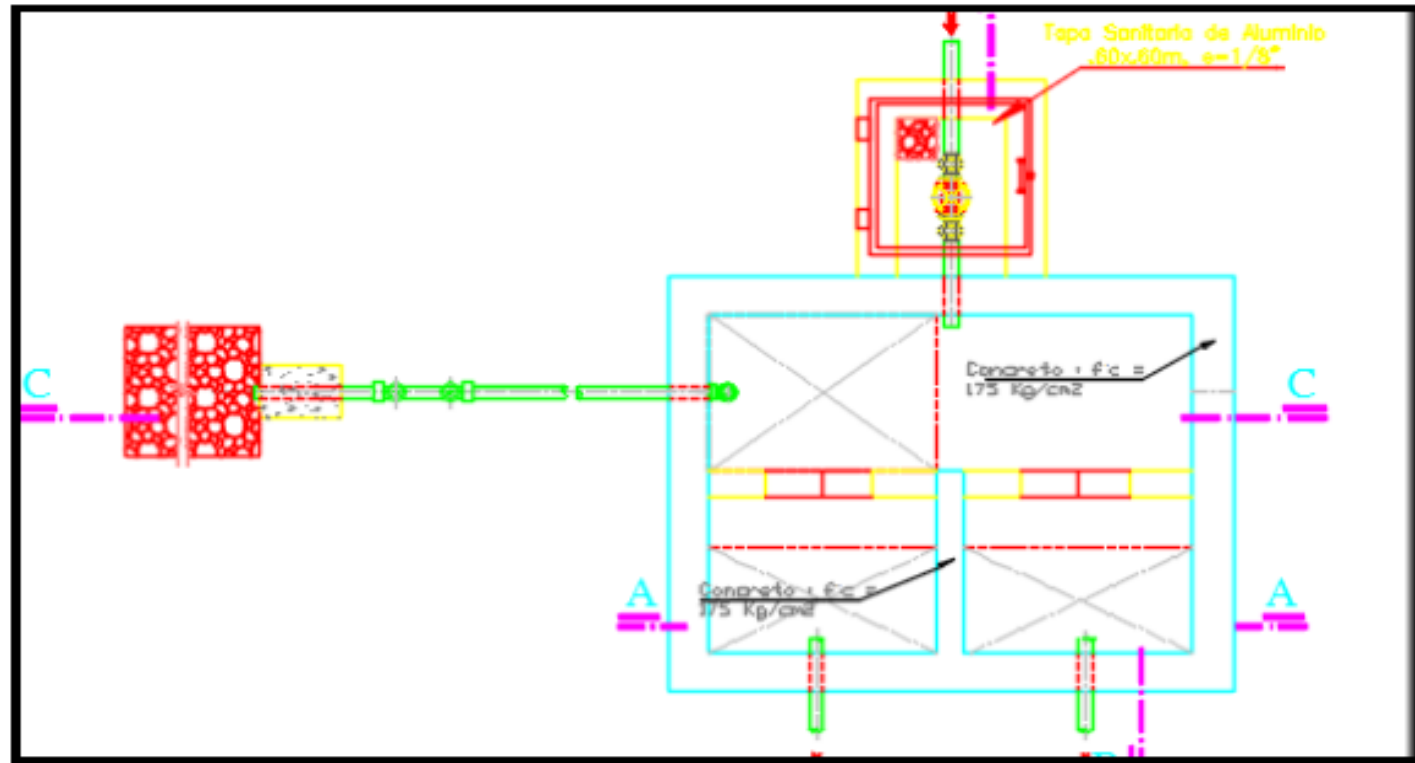 Tapa Sanitaria de Aluminio
.60x.60m. e=1/8"
C
Concreto : f'c =
175 Kg/cm2
C
Concreto : f'c =
175 Kg/cm2
A
A